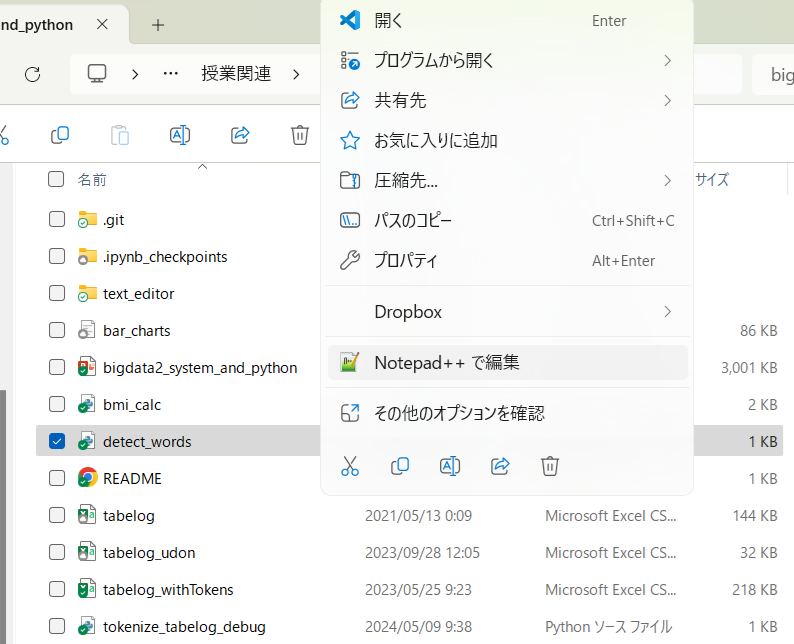 nd_python
開く Enter
プログラムから開く
共有先
お気に入りに追加
圧縮先...
パスのコピー Ctrl+Shift+C
プロパティ Alt+Enter
Dropbox
Notepad++ で編集
その他のオプションを確認
... 授業関連
big
名前 サイズ
.git
.ipynb_checkpoints
text_editor
bar_charts 86 KB
bigdata2_system_and_python 3,001 KB
bmi_calc 2 KB
detect_words 1 KB
README 1 KB
tabelog 2021/05/13 0:09 Microsoft Excel CS... 144 KB
tabelog_udon 2023/09/28 12:05 Microsoft Excel CS... 32 KB
tabelog_withTokens 2023/05/25 9:23 Microsoft Excel CS... 218 KB
tokenize_tabelog_debug 2024/05/09 9:38 Python ソース ファイル 1 KB